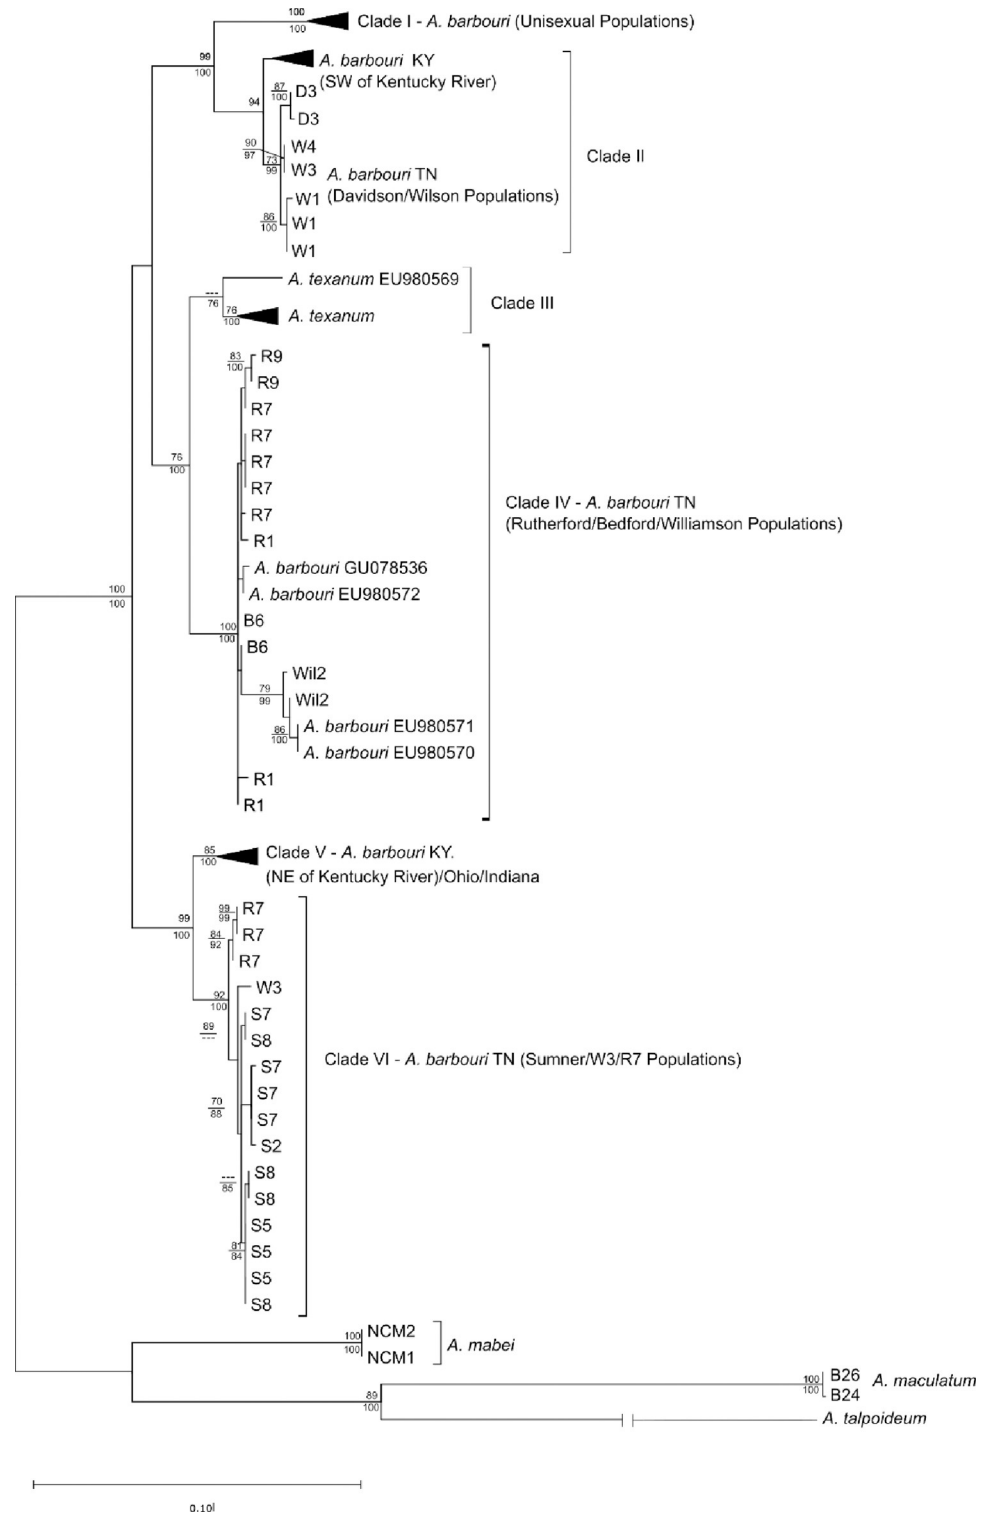 100
100
Clade I - A. barbouri (Unisexual Populations)
99
100
A. barbouri KY
(SW of Kentucky River)
87
100
D3
94
D3
90
97
W4
73
99
W3
A. barbouri TN
(Davidson/Wilson Populations)
Clade II
W1
86
100
W1
W1
A. texanum EU980569
---
76
Clade III
76
100
A. texanum
83
100
R9
R9
R7
R7
76
100
R7
R7
R7
R1
Clade IV - A. barbouri TN
(Rutherford/Bedford/Williamson Populations)
A. barbouri GU078536
A. barbouri EU980572
100
100
B6
100
100
B6
Wil2
79
99
Wil2
A. barbouri EU980571
86
100
A. barbouri EU980570
R1
R1
85
100
Clade V - A. barbouri KY.
(NE of Kentucky River)/Ohio/Indiana
99
99
R7
99
100
84
92
R7
R7
92
100
W3
S7
89
---
S8
Clade VI - A. barbouri TN (Sumner/W3/R7 Populations)
S7
S7
70
88
S7
S2
S8
---
85
S8
S5
81
84
S5
S5
S8
100
100
NCM2
NCM1
A. mabei
100
100
B26
B24
A. maculatum
89
100
A. talpoideum
0.10